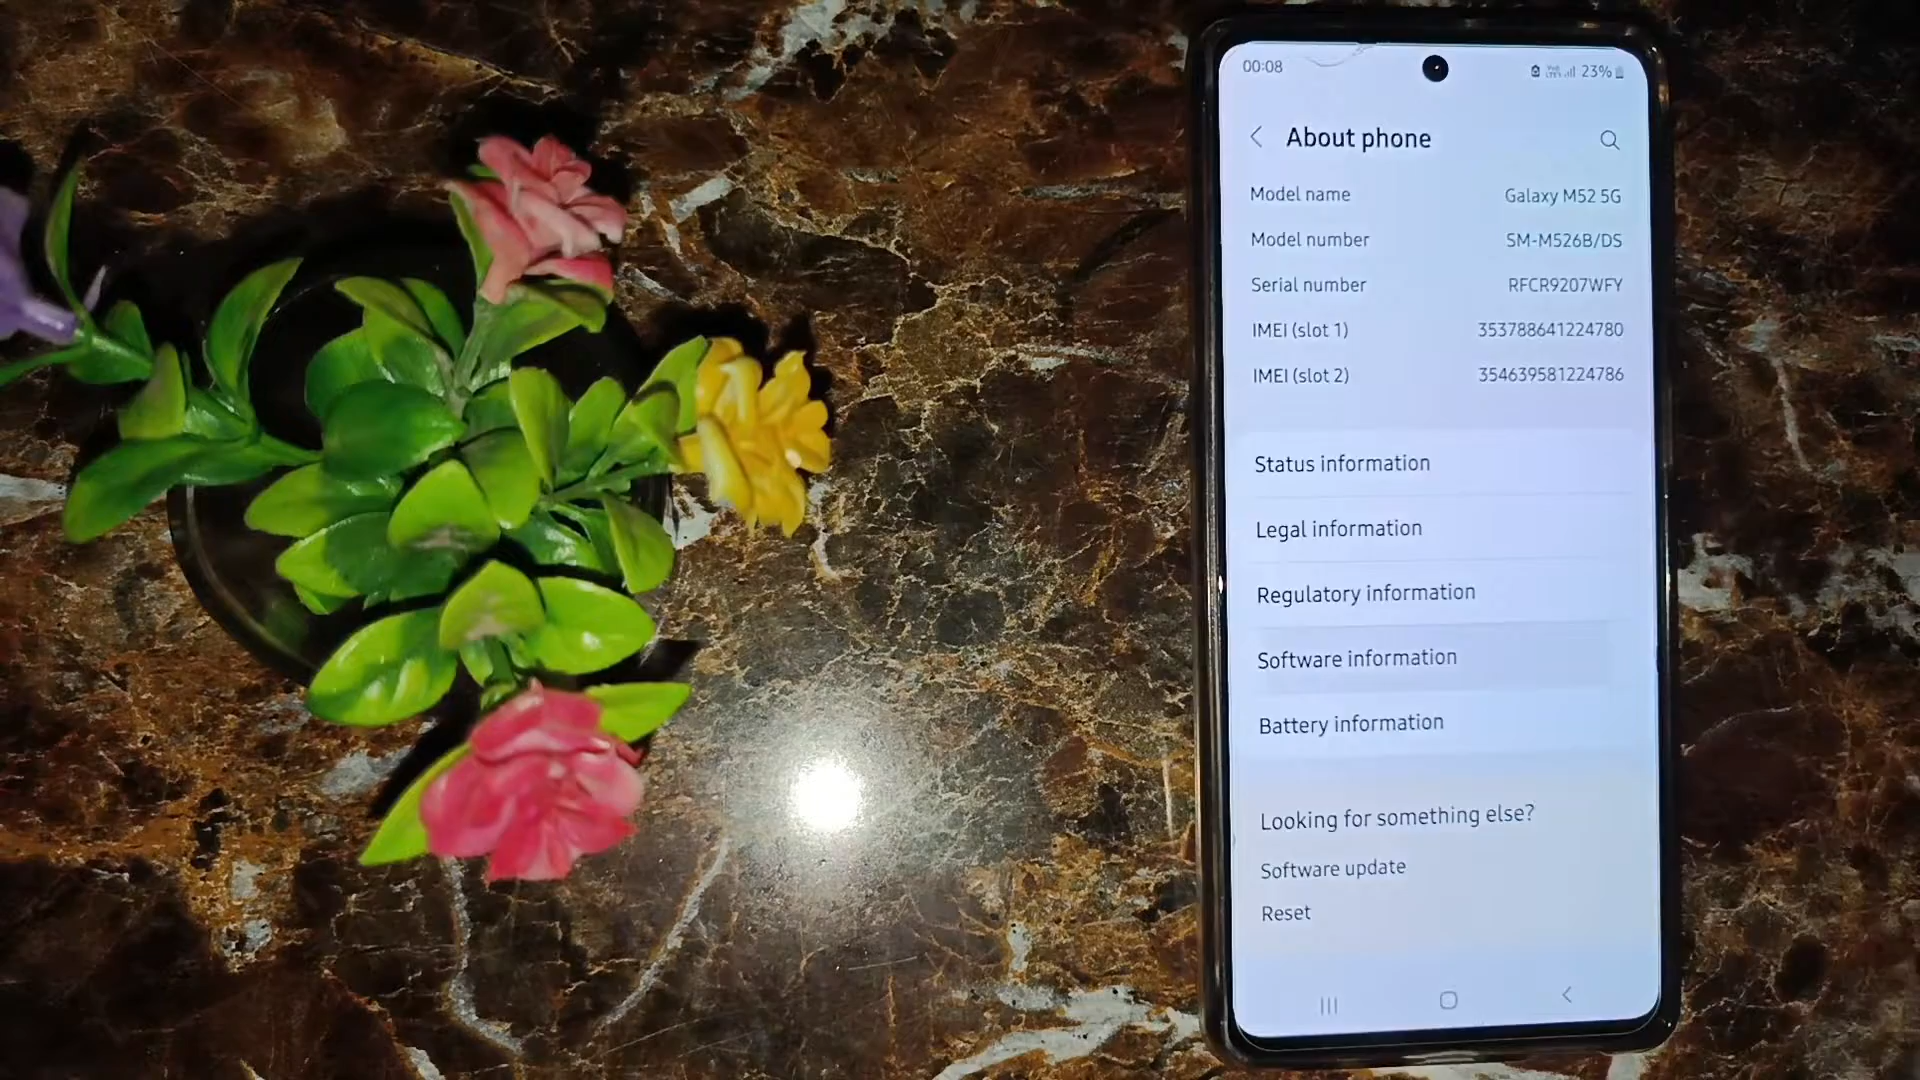 00:08
23%
About phone
Model name Galaxy M52 5G
Model number SM-M526B/DS
Serial number RFCR9207WFY
IMEI (slot 1) 353788641224780
IMEI (slot 2) 354639581224786
Status information
Legal information
Regulatory information
Software information
Battery information
Looking for something else?
Software update
Reset